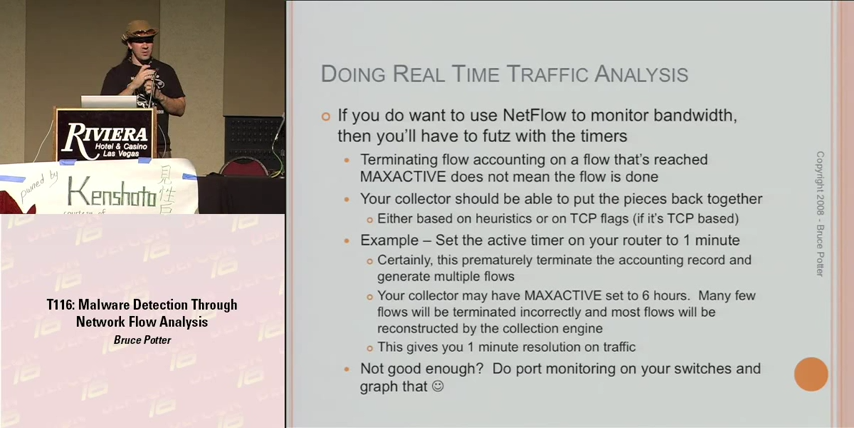 RIVIERA
Hotel & Casino
Las Vegas
powned by
Kenshoto
見
性
T116: Malware Detection Through
Network Flow Analysis
Bruce Potter
DOING REAL TIME TRAFFIC ANALYSIS
If you do want to use NetFlow to monitor bandwidth,
then you'll have to futz with the timers
Terminating flow accounting on a flow that's reached
MAXACTIVE does not mean the flow is done
Your collector should be able to put the pieces back together
Either based on heuristics or on TCP flags (if it's TCP based)
Example – Set the active timer on your router to 1 minute
Certainly, this prematurely terminate the accounting record and
generate multiple flows
Your collector may have MAXACTIVE set to 6 hours. Many few
flows will be terminated incorrectly and most flows will be
reconstructed by the collection engine
This gives you 1 minute resolution on traffic
Not good enough? Do port monitoring on your switches and
graph that ☺
Copyright 2008 - Bruce Potter